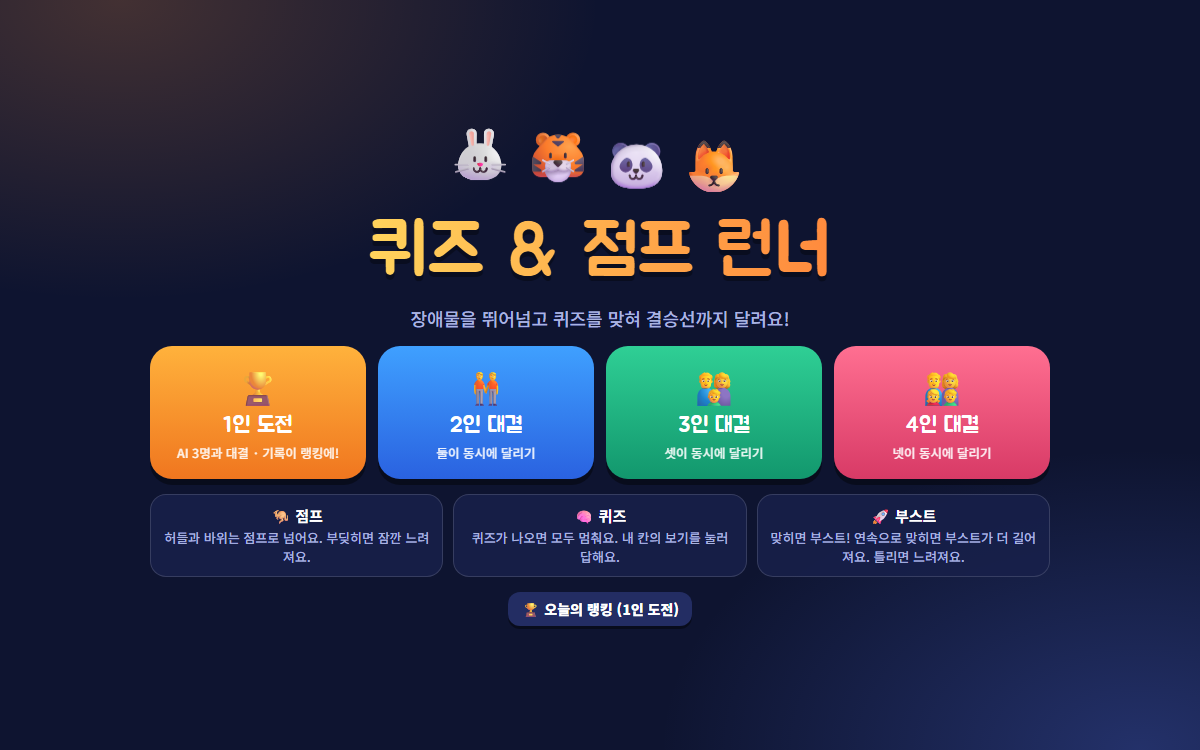 퀴즈 & 점프 런너
장애물을 뛰어넘고 퀴즈를 맞혀 결승선까지 달려요!
1인 도전
AI 3명과 대결 · 기록이 랭킹에!
2인 대결
둘이 동시에 달리기
3인 대결
셋이 동시에 달리기
4인 대결
넷이 동시에 달리기
점프
허들과 바위는 점프로 넘어요. 부딪히면 잠깐 느려
져요.
퀴즈
퀴즈가 나오면 모두 멈춰요. 내 칸의 보기를 눌러
답해요.
부스트
맞히면 부스트! 연속으로 맞히면 부스트가 더 길어
져요. 틀리면 느려져요.
오늘의 랭킹 (1인 도전)